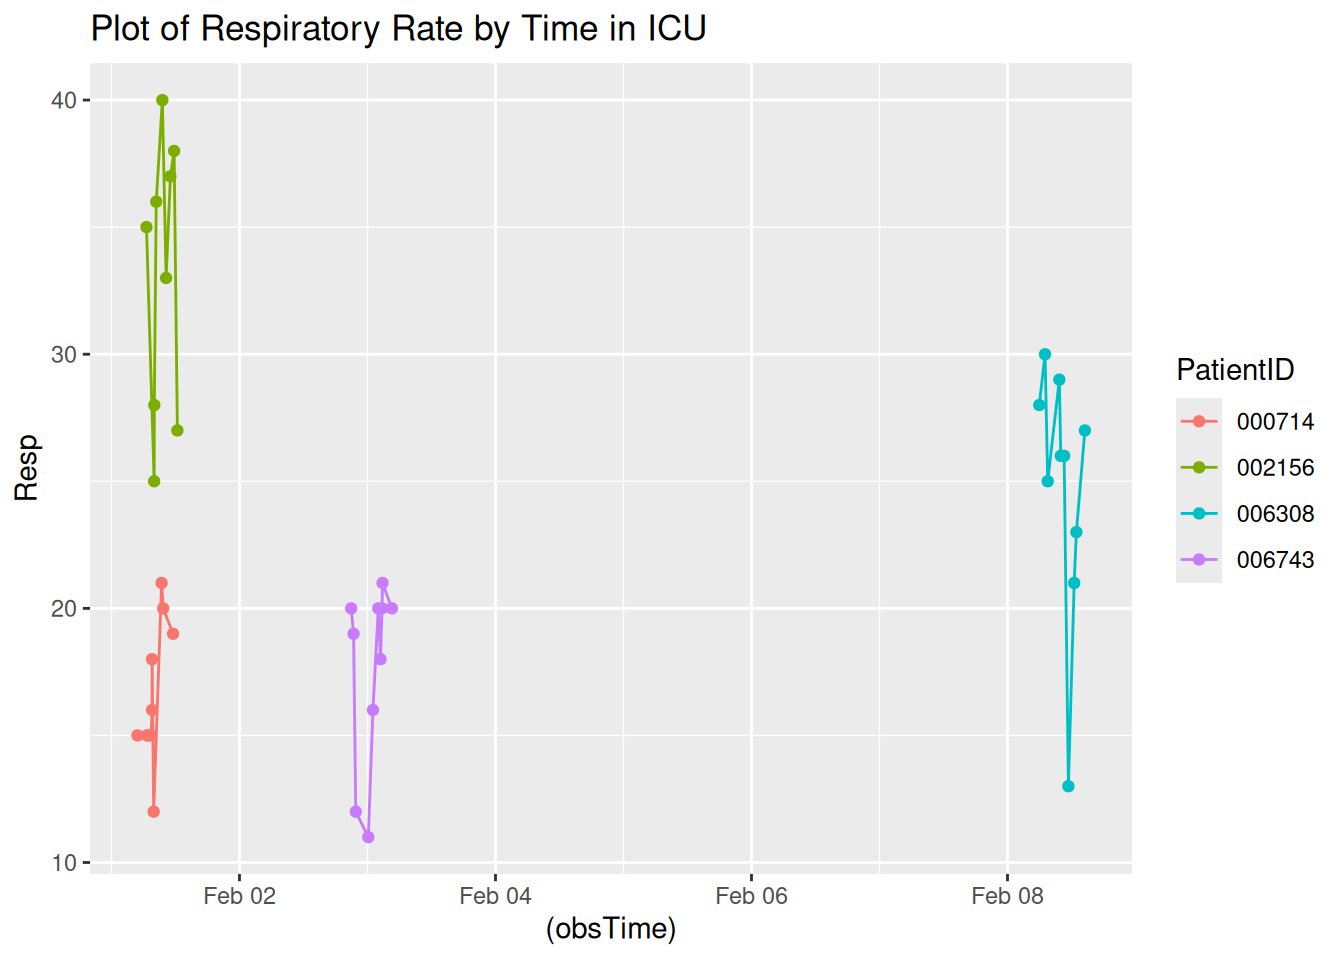 Plot of Respiratory Rate by Time in ICU
40
30
20
10
Resp
Feb 02
Feb 04
Feb 06
Feb 08
(obsTime)
PatientID
000714
002156
006308
006743